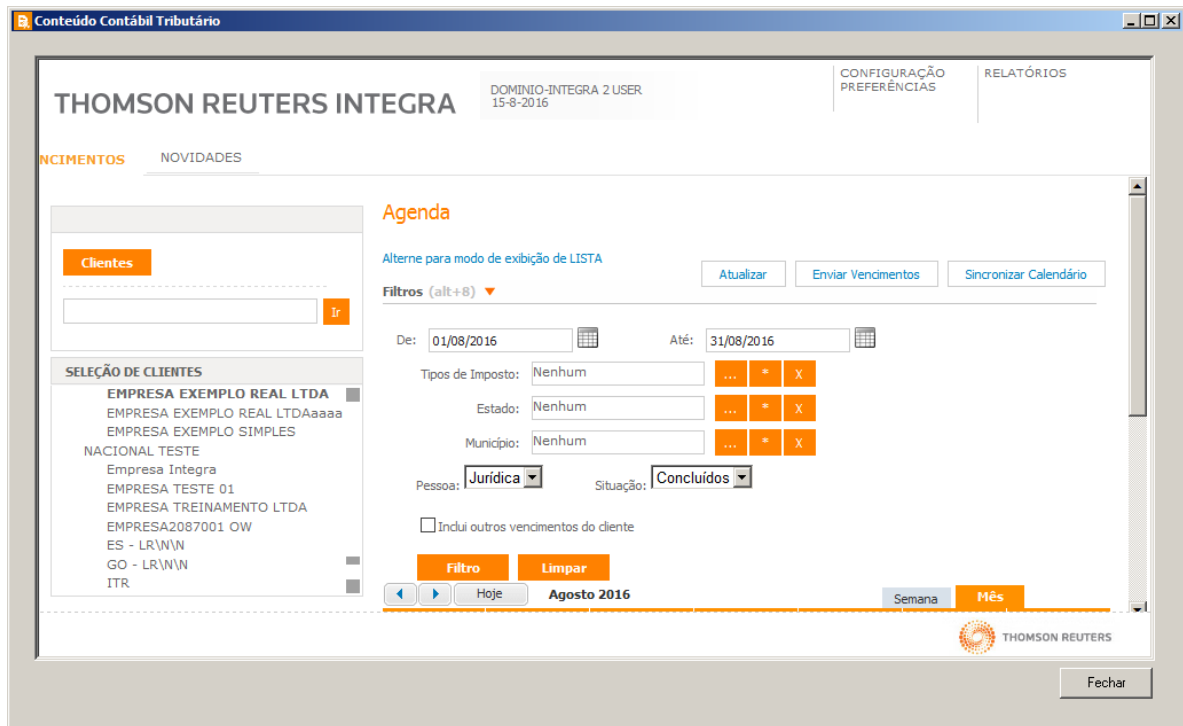 Conteúdo Contábil Tributário
THOMSON REUTERS INTEGRA
DOMINIO-INTEGRA 2 USER
15-8-2016
CONFIGURAÇÃO
PREFERÊNCIAS
RELATÓRIOS
NCIMENTOS
NOVIDADES
Clientes
Ir
SELEÇÃO DE CLIENTES
EMPRESA EXEMPLO REAL LTDA
EMPRESA EXEMPLO REAL LTDAaaaa
EMPRESA EXEMPLO SIMPLES
NACIONAL TESTE
Empresa Integra
EMPRESA TESTE 01
EMPRESA TREINAMENTO LTDA
EMPRESA2087001 OW
ES - LR\N\N
GO - LR\N\N
ITR
Agenda
Alterne para modo de exibição de LISTA
Atualizar
Enviar Vencimentos
Sincronizar Calendário
Filtros (alt+8)
De: 01/08/2016 Até: 31/08/2016
Tipos de Imposto: Nenhum ... * X
Estado: Nenhum ... * X
Município: Nenhum ... * X
Pessoa: Jurídica Situação: Concluídos
Inclui outros vencimentos do cliente
Filtro Limpar
Hoje Agosto 2016 Semana Mês
THOMSON REUTERS
Fechar